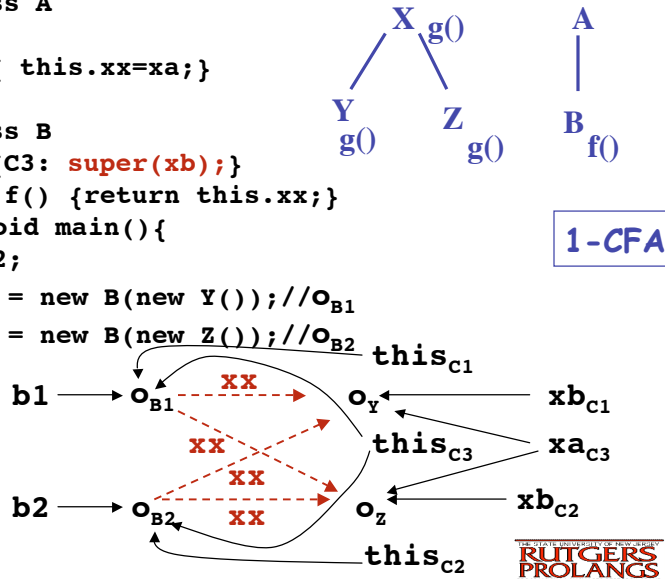 ss A
X g()
A
this.xx=xa;}
Y
g()
Z
g()
B
f()
ss B
C3: super(xb);}
f() {return this.xx;}
oid main(){
2;
1-CFA
= new B(new Y());//OB1
= new B(new Z());//OB2
thisC1
b1
OB1
xx
OY
xbC1
xx
thisC3
xaC3
xx
b2
OB2
xx
OZ
xbC2
thisC2
THE STATE UNIVERSITY OF NEW JERSEY
RUTGERS
PROLANGS